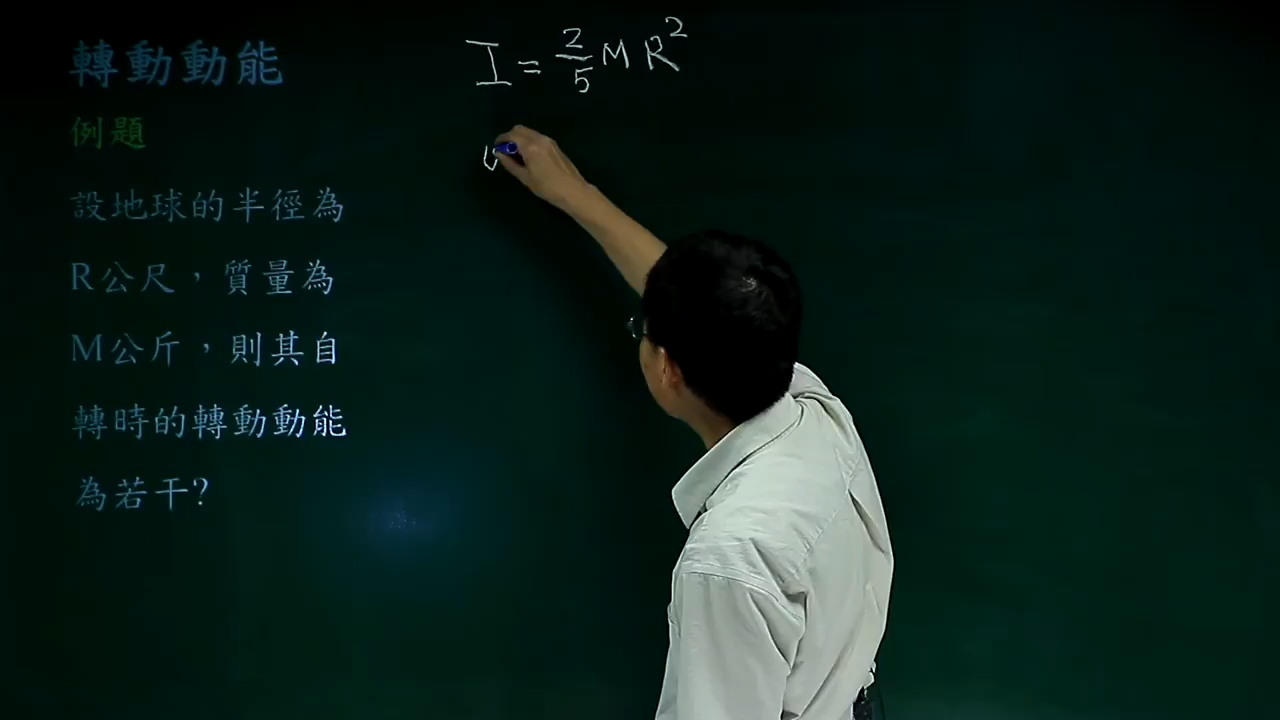 轉動動能
例題
設地球的半徑為
R公尺，質量為
M公斤，則其自
轉時的轉動動能
為若干?
I = 2/5 M R²